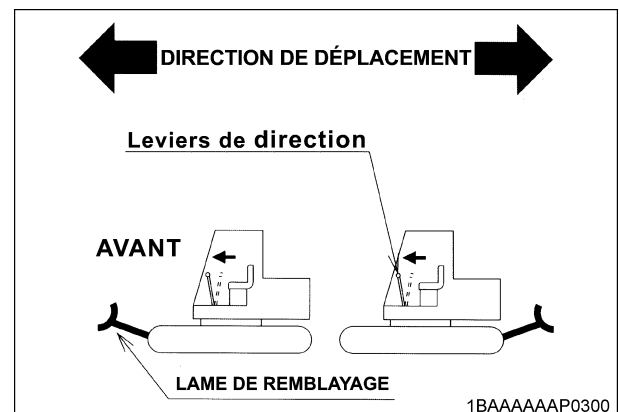 DIRECTION DE DÉPLACEMENT
Leviers de direction
AVANT
LAME DE REMBLAYAGE
1BAAAAAAP0300